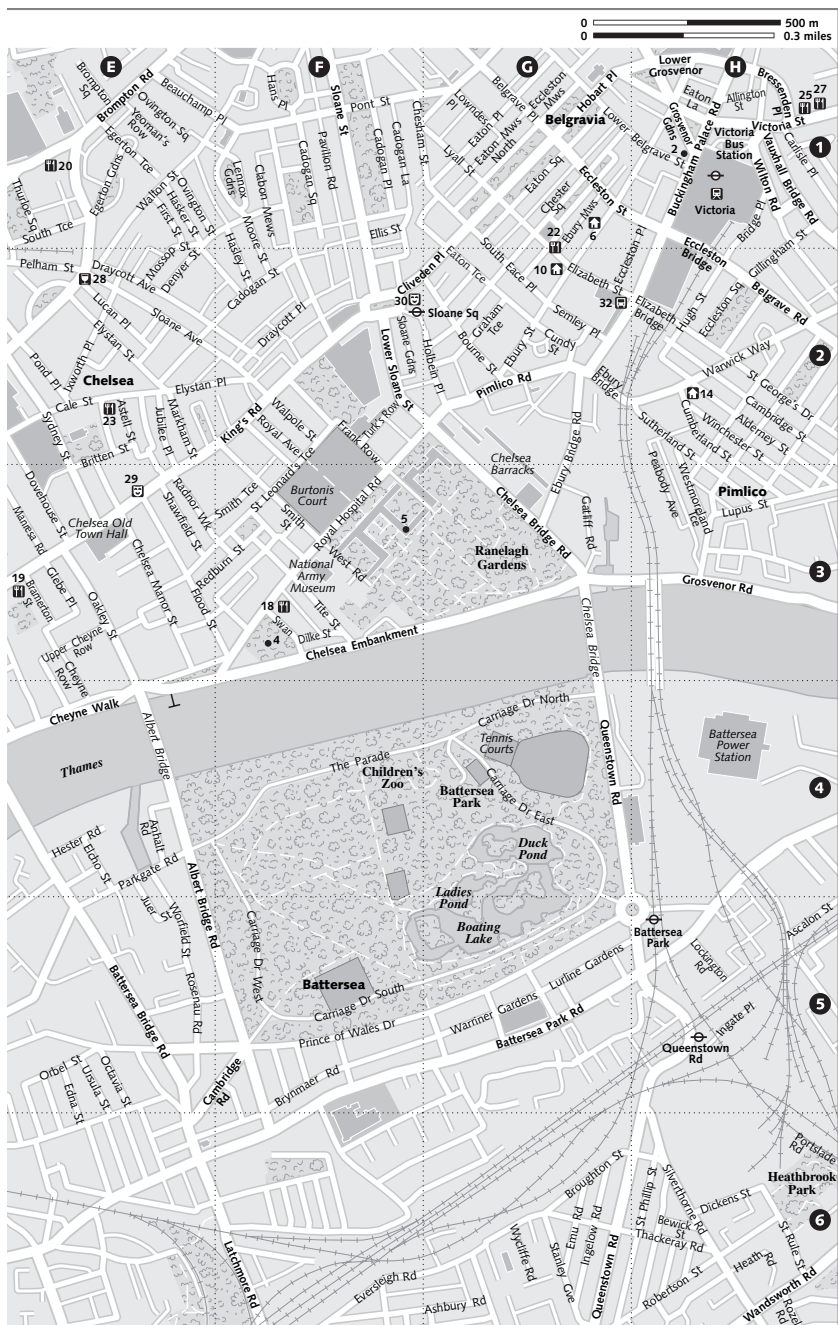 0 500 m
0 0.3 miles
E
F
G
H
Brompton Sq
Brompton Rd
Ovington Sq
Beauchamp Pl
Yeoman's Row
Egerton Tce
Egerton Gdns
Hans Pl
Sloane St
Pont St
Pavilion Rd
Cadogan Sq
Cadogan Pl
Cadogan La
Chesham St
Lennox Gdns
Clabon Mews
Walton St
Ovington St
Hasker St
First St
Moore St
Hasley St
Mossop St
Denyer St
Cadogan St
Ellis St
Lowndes Pl
Belgrave Pl
Eccleston Mws
Eaton Pl
Eaton Mws North
Lyall St
Hobart Pl
Belgravia
Eaton Sq
Chester Sq
Ebury Mws
Eccleston St
Lower Belgrave St
Lower Grosvenor
Eaton La
Grosvenor Gdns
Allington St
Bressenden Pl
25
27
Victoria St
Victoria Bus Station
Vauxhall Bridge Rd
Carlisle Pl
Wilton Rd
Buckingham Palace Rd
2
Victoria
1
20
Thurloe Sq
South Tce
Pelham St
28
Draycott Ave
22
6
10
Elizabeth St
Eccleston Pl
Eccleston Bridge
Bridge Pl
Gillingham St
Belgrave Rd
Cliveden Pl
30
Sloane Sq
Eaton Tce
South Eace Pl
32
Elizabeth Bridge
Hugh St
Eccleston Sq
Lucan Pl
Elystan St
Ixworth Pl
Pond Pl
Sloane Ave
Draycott Pl
Lower Sloane St
Sloane Gdns
Holbein Pl
Graham Tce
Bourne St
Ebury St
Semley Pl
Cundy St
Pimlico Rd
Ebury Bridge
Warwick Way
2
14
St George's Dr
Cambridge St
Alderney St
Winchester St
Cumberland St
Sutherland St
Westmoreland Tce
Peabody Ave
Chelsea
Elystan Pl
Cale St
Sydney St
23
Astell St
Jubilee Pl
Markham St
Britten St
King's Rd
Walpole St
Royal Ave
Frank Row
Turk's Row
Chelsea Barracks
Ebury Bridge Rd
Pimlico
Lupus St
29
Dovehouse St
Manresa Rd
Chelsea Old Town Hall
Radnor Wk
Shawfield St
Smith Tce
St Leonard's Tce
Smith St
Burtonis Court
Royal Hospital Rd
5
Chelsea Bridge Rd
Gatliff Rd
Ranelagh Gardens
Redburn St
Flood St
Chelsea Manor St
Oakley St
Glebe Pl
Bramerton St
19
National Army Museum
West Rd
18
Tite St
Swan
Dilke St
4
Upper Cheyne Row
Cheyne Row
Chelsea Embankment
Chelsea Bridge
Grosvenor Rd
3
Cheyne Walk
Albert Bridge
Thames
Carriage Dr North
Tennis Courts
Queenstown Rd
Battersea Power Station
The Parade
Children's Zoo
Battersea Park
Carriage Dr East
4
Hester Rd
Elcho St
Anhalt Rd
Parkgate Rd
Juer St
Worfield St
Albert Bridge Rd
Duck Pond
Ladies Pond
Boating Lake
Carriage Dr West
Rosenau Rd
Battersea Bridge Rd
Battersea
Carriage Dr South
Prince of Wales Dr
Warriner Gardens
Lurline Gardens
Battersea Park Rd
Battersea Park
Lockington Rd
Ascalon St
5
Ingate Pl
Queenstown Rd
Orbel St
Octavia St
Ursula St
Edna St
Cambridge Rd
Brynmaer Rd
Portslade Rd
Heathbrook Park
Broughton St
St Phillip St
Silverthorne Rd
Dickens St
Bewick St
Thackeray Rd
6
Emu Rd
Ingelow Rd
Stanley Gve
Wycliffe Rd
Queenstown Rd
Heath Rd
St Rule St
Robertson St
Wandsworth Rd
Latchmore Rd
Eversleigh Rd
Ashbury Rd